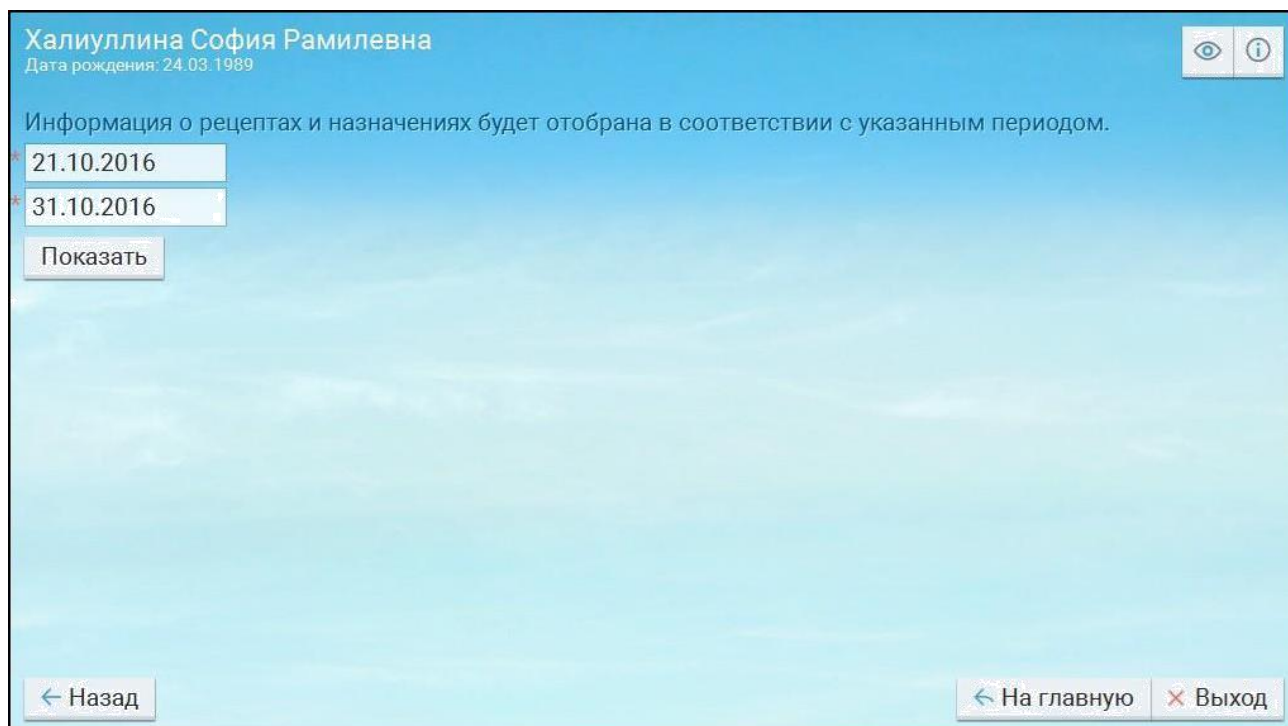 Халиуллина София Рамилевна
Дата рождения: 24.03.1989
Информация о рецептах и назначениях будет отобрана в соответствии с указанным периодом.
* 21.10.2016
* 31.10.2016
Показать
Назад
На главную
Выход